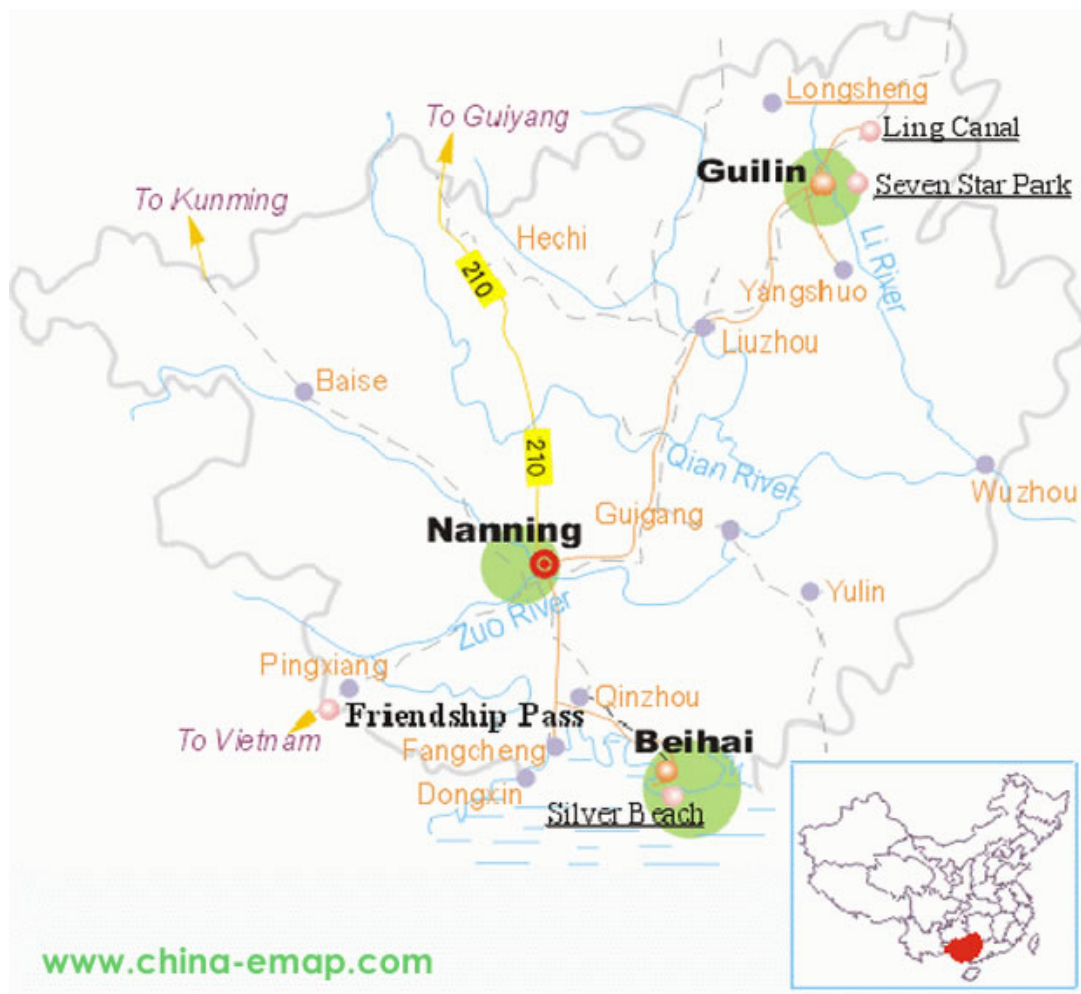 Longsheng
To Guiyang
Ling Canal
Guilin
Seven Star Park
To Kunming
Hechi
210
Li River
Yangshuo
Liuzhou
Baise
210
Qian River
Wuzhou
Guigang
Nanning
Yulin
Zuo River
Pingxiang
Qinzhou
Friendship Pass
To Vietnam
Beihai
Fangcheng
Dongxin
Silver Beach
www.china-emap.com